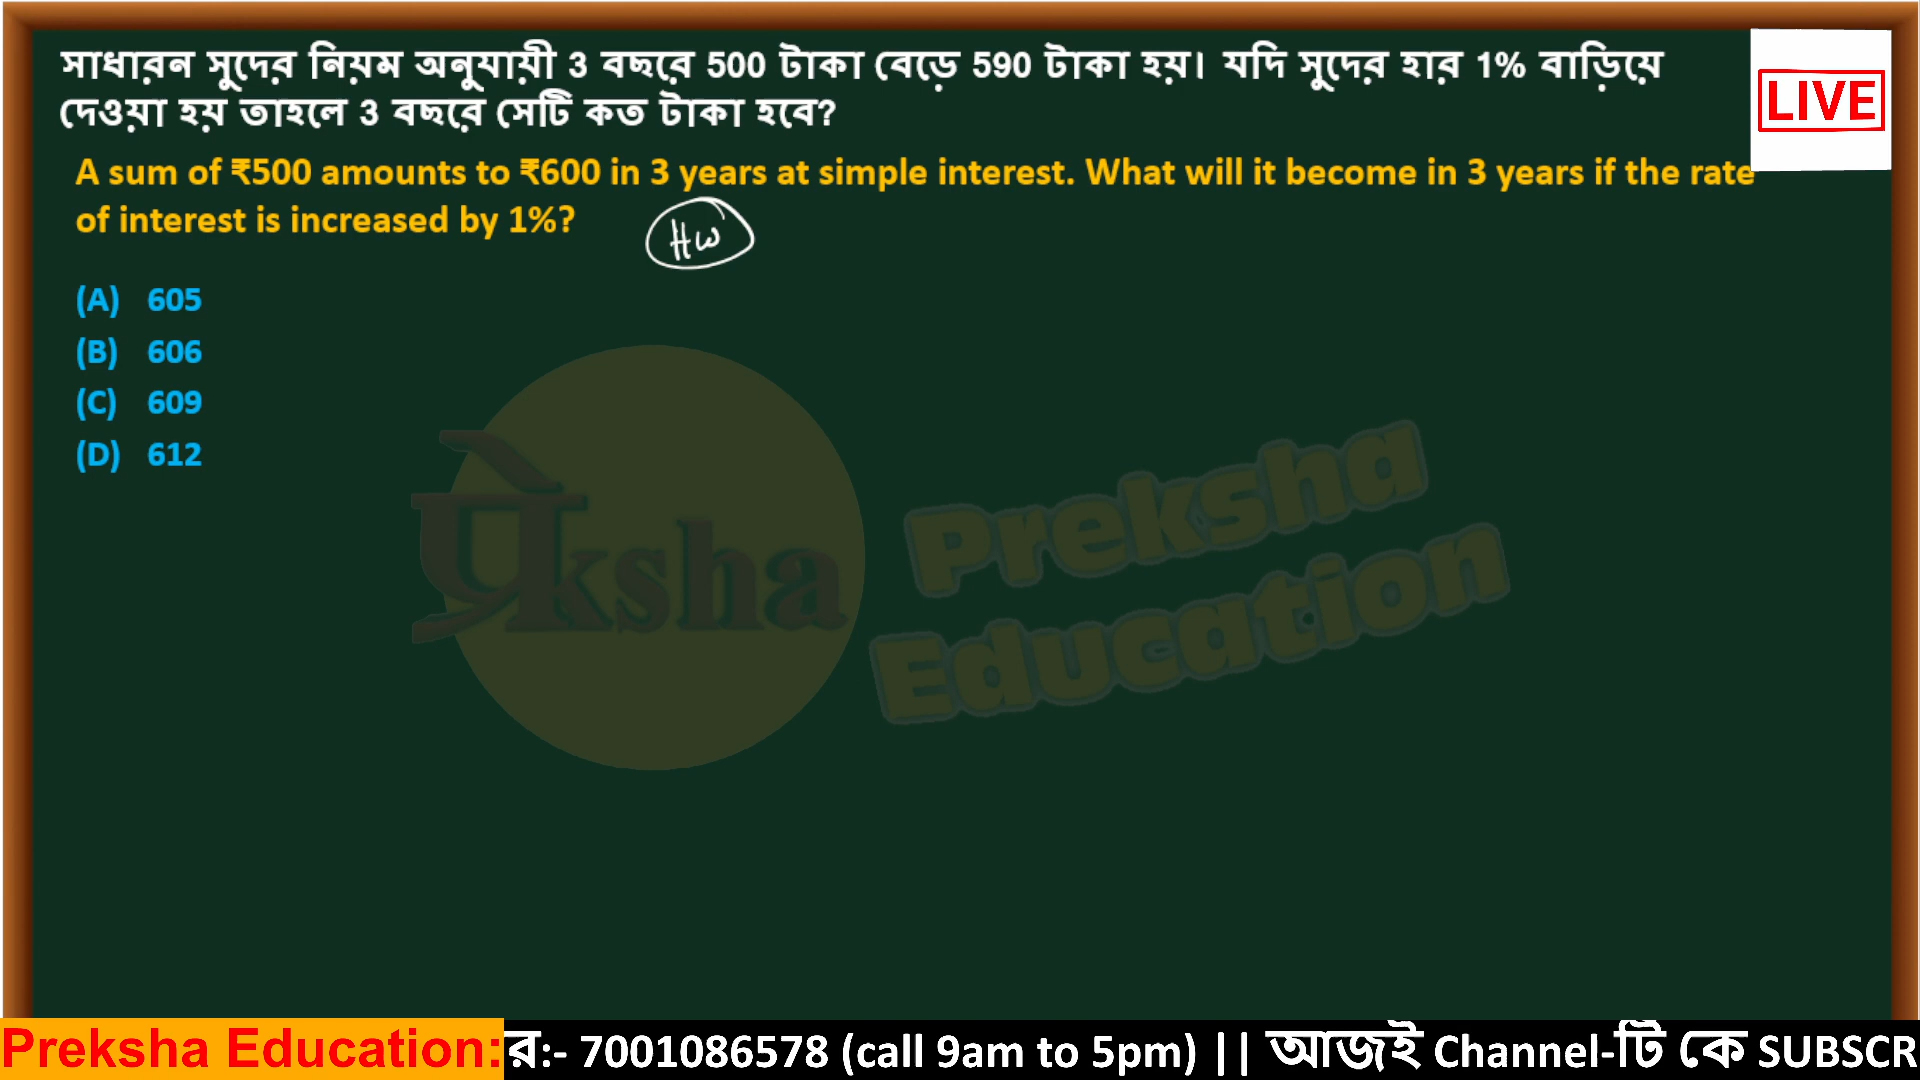 সাধারন সুদের নিয়ম অনুযায়ী 3 বছরে 500 টাকা বেড়ে 590 টাকা হয়। যদি সুদের হার 1% বাড়িয়ে
দেওয়া হয় তাহলে 3 বছরে সেটি কত টাকা হবে?
LIVE
A sum of ₹500 amounts to ₹600 in 3 years at simple interest. What will it become in 3 years if the rate
of interest is increased by 1%?
HW
(A) 605
(B) 606
(C) 609
(D) 612
प्रेksha
Preksha
Education
Preksha Education:র:- 7001086578 (call 9am to 5pm) || আজই Channel-টি কে SUBSCR